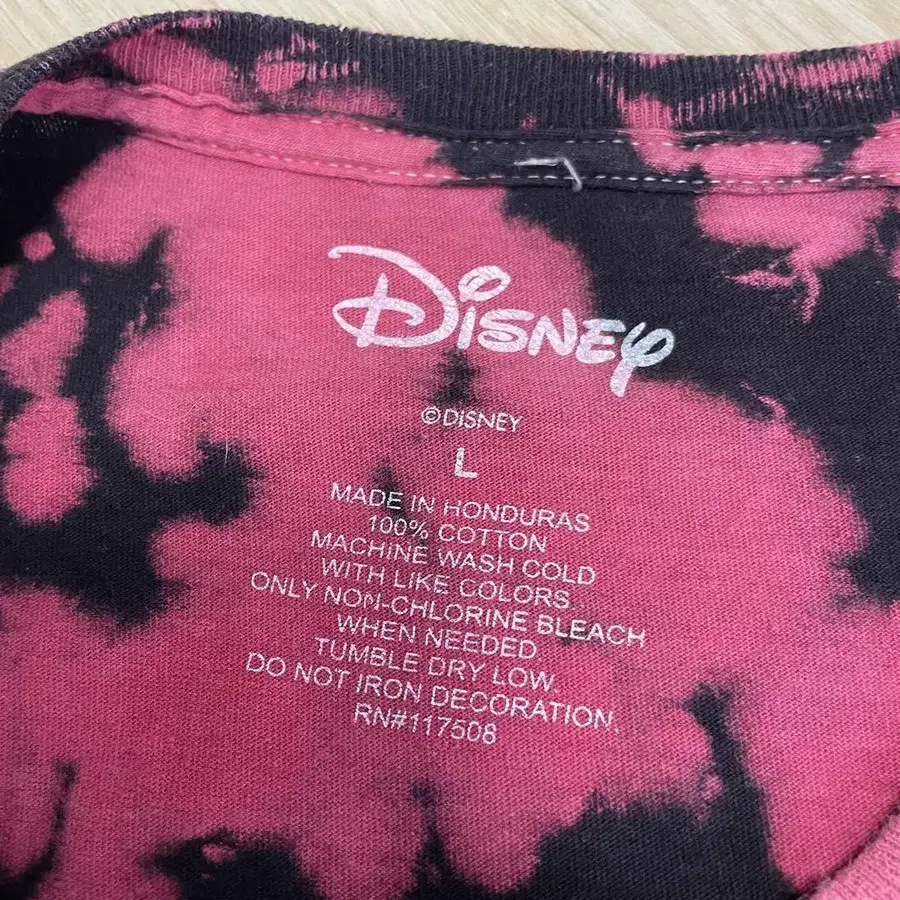 Disney
©DISNEY
L
MADE IN HONDURAS
100% COTTON
MACHINE WASH COLD
WITH LIKE COLORS.
ONLY NON-CHLORINE BLEACH
WHEN NEEDED
TUMBLE DRY LOW.
DO NOT IRON DECORATION.
RN#117508